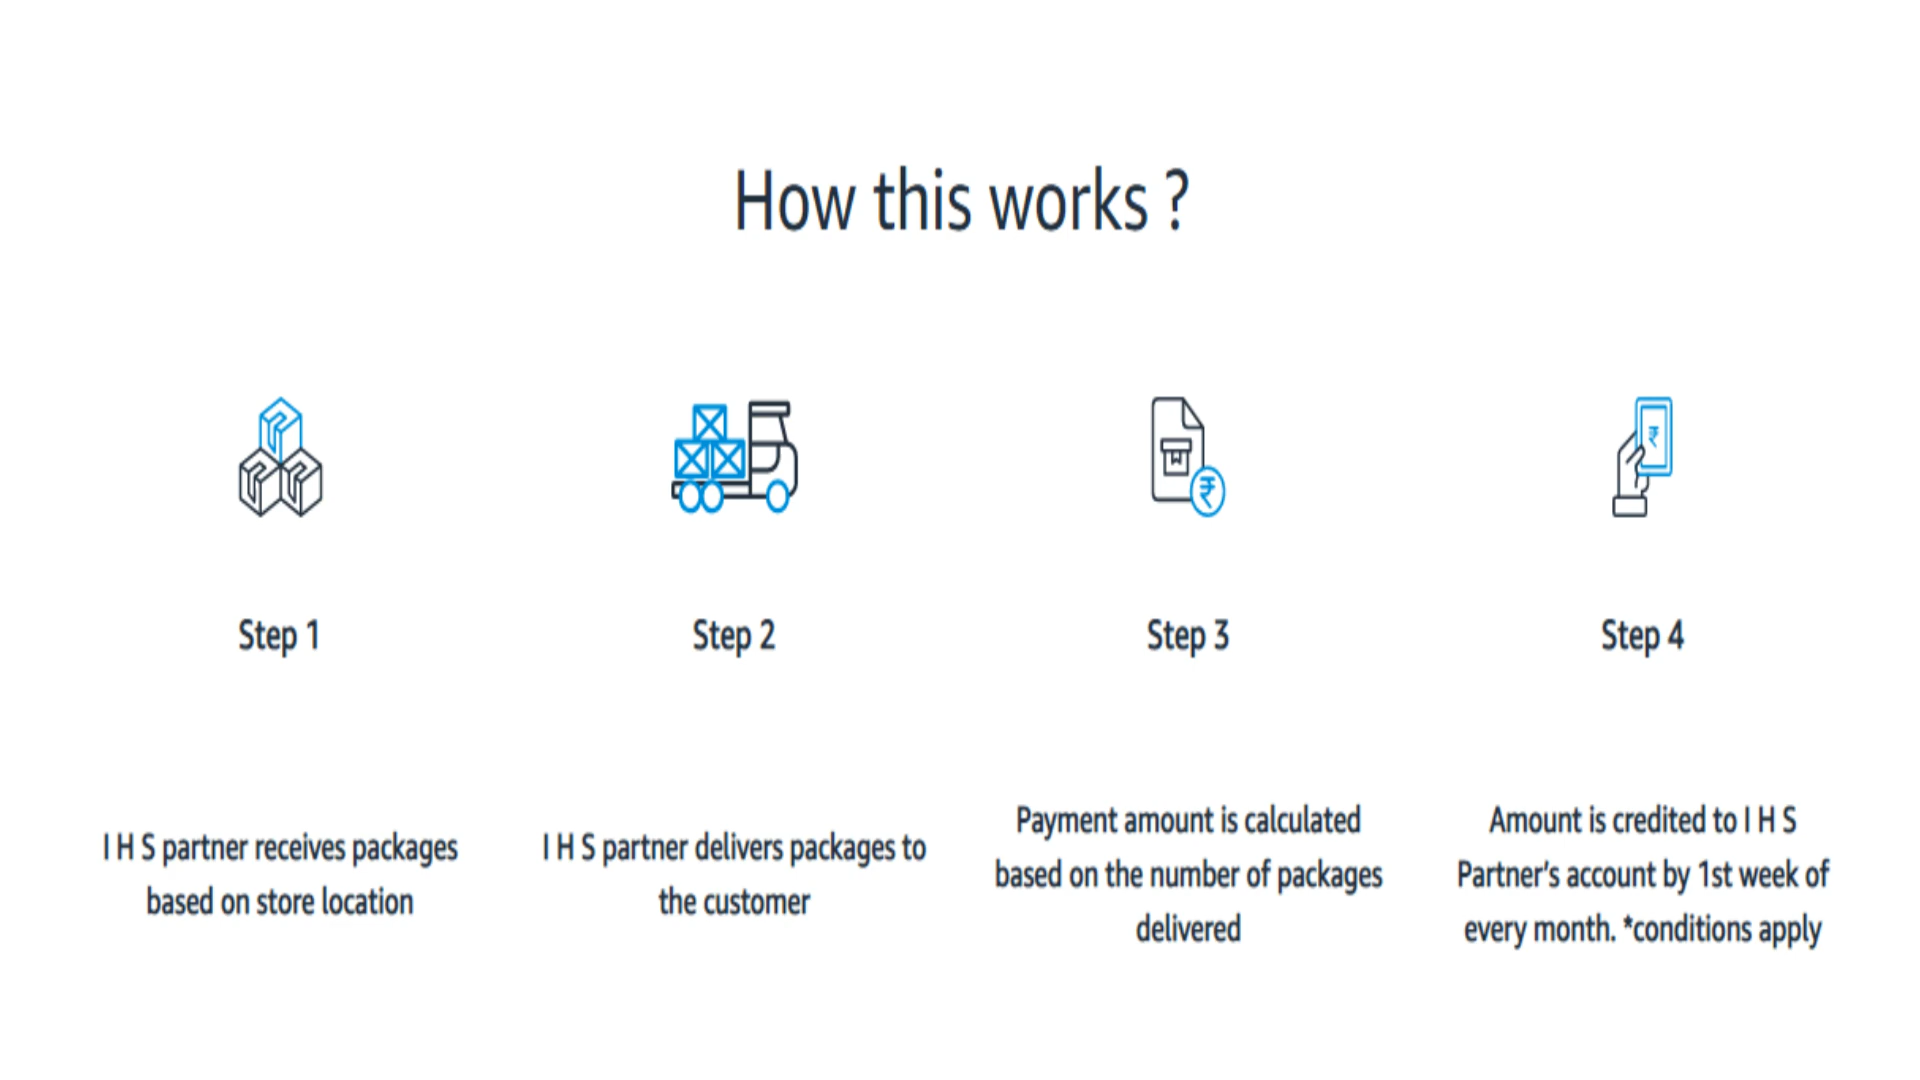 How this works ?
Step 1
Step 2
Step 3
Step 4
I H S partner receives packages
based on store location
I H S partner delivers packages to
the customer
Payment amount is calculated
based on the number of packages
delivered
Amount is credited to I H S
Partner's account by 1st week of
every month. *conditions apply